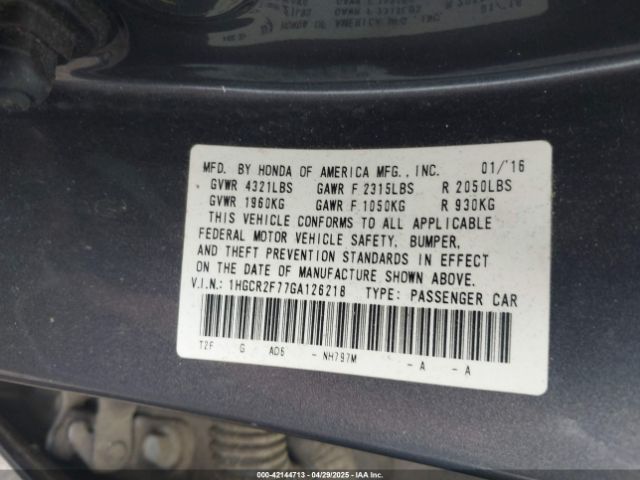 MFD. BY HONDA OF AMERICA MFG., INC. 01/'16
GVWR 4321LBS GAWR F 2315LBS R 2050LBS
GVWR 1960KG GAWR F 1050KG R 930KG
THIS VEHICLE CONFORMS TO ALL APPLICABLE
FEDERAL MOTOR VEHICLE SAFETY, BUMPER,
AND THEFT PREVENTION STANDARDS IN EFFECT
ON THE DATE OF MANUFACTURE SHOWN ABOVE.
V.I.N.: 1HGCR2F77GA126218 TYPE: PASSENGER CAR
T2F G AO5 - NH797M - A - A
000-42144713 04/29/2025 - IAA Inc.